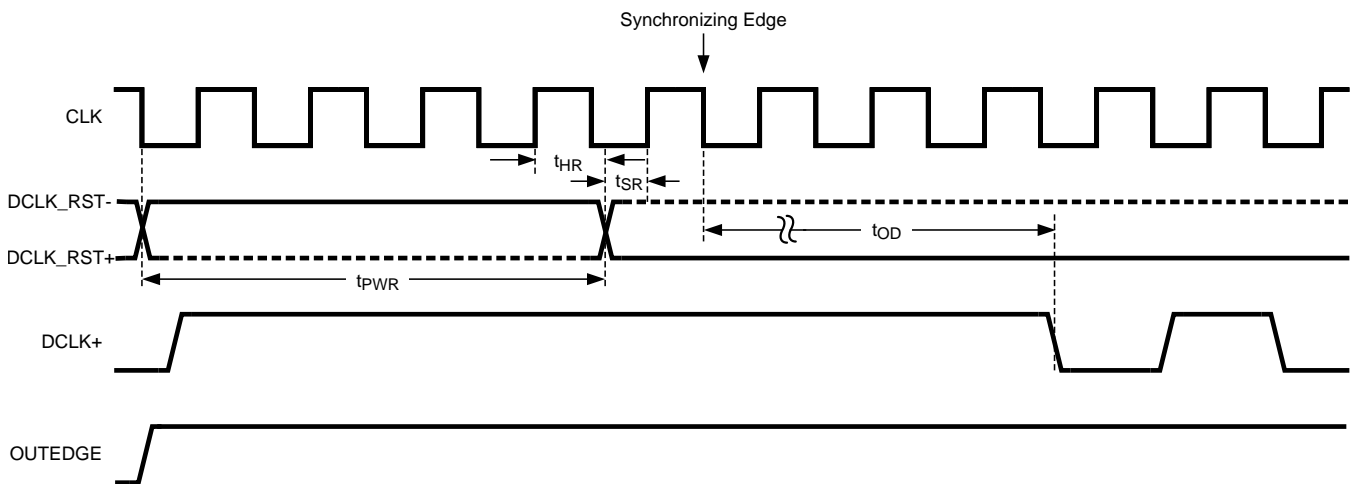 Synchronizing Edge
CLK
tHR
tSR
DCLK_RST-
tOD
DCLK_RST+
tPWR
DCLK+
OUTEDGE